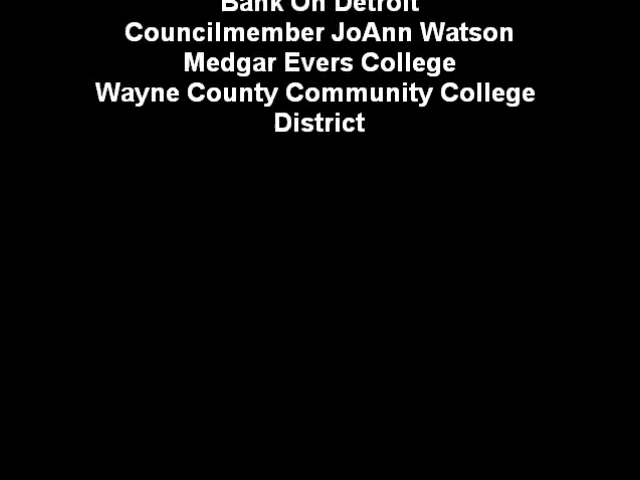 Bank On Detroit
Councilmember JoAnn Watson
Medgar Evers College
Wayne County Community College
District